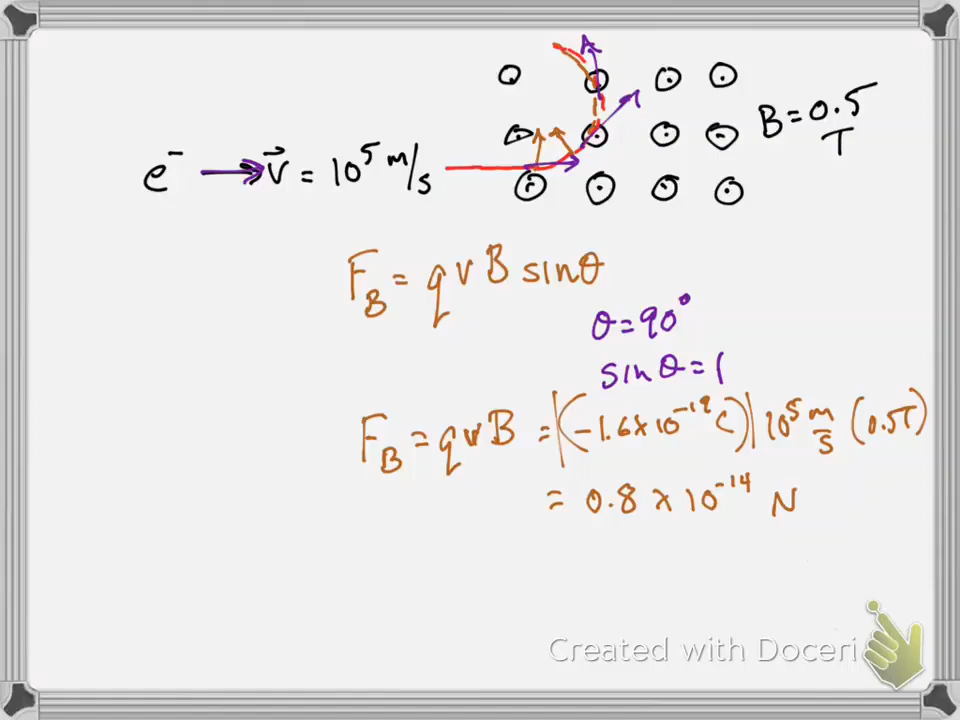 B = 0.5 T
e⁻ → v⃗ = 10⁵ m/s
F_B = qvB sinθ
θ = 90°
sinθ = 1
F_B = qvB = |(-1.6 x 10⁻¹⁹ C)| 10⁵ m/s (0.5T)
= 0.8 x 10⁻¹⁴ N
Created with Doceri